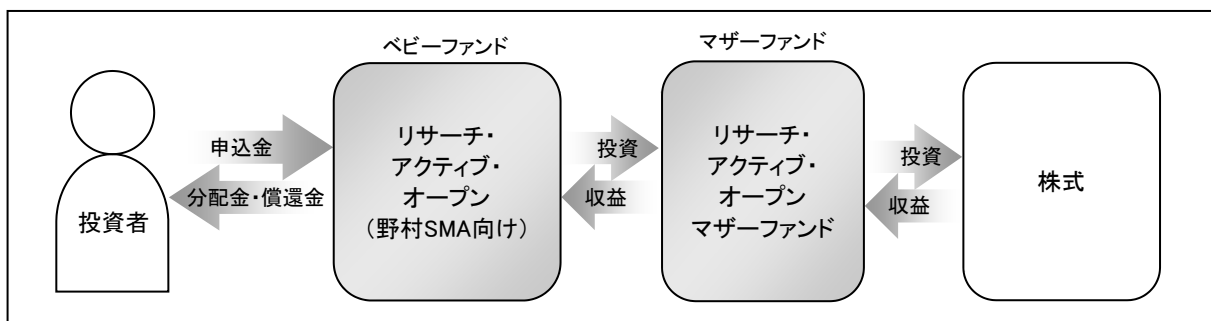 ベビーファンド
マザーファンド
投資者
申込金
分配金・償還金
リサーチ・
アクティブ・
オープン
（野村SMA向け）
投資
収益
リサーチ・
アクティブ・
オープン
マザーファンド
投資
収益
株式